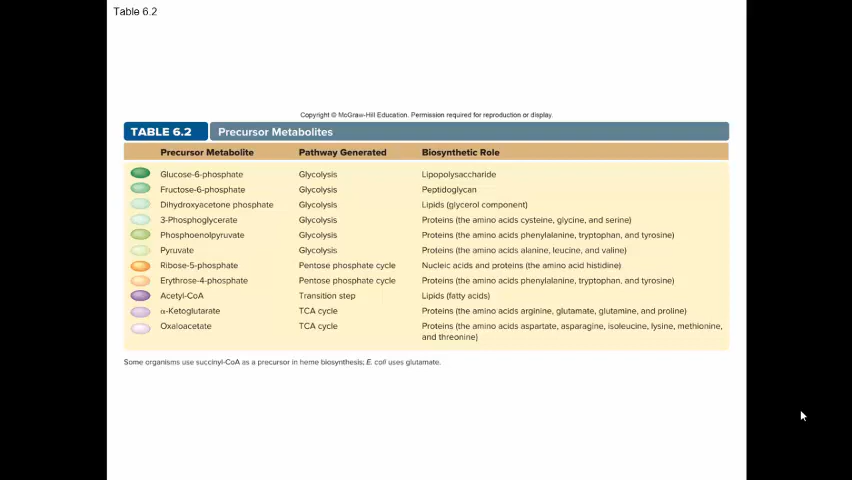 Table 6.2
Copyright © McGraw-Hill Education. Permission required for reproduction or display.
TABLE 6.2 Precursor Metabolites
Precursor Metabolite Pathway Generated Biosynthetic Role
Glucose-6-phosphate Glycolysis Lipopolysaccharide
Fructose-6-phosphate Glycolysis Peptidoglycan
Dihydroxyacetone phosphate Glycolysis Lipids (glycerol component)
3-Phosphoglycerate Glycolysis Proteins (the amino acids cysteine, glycine, and serine)
Phosphoenolpyruvate Glycolysis Proteins (the amino acids phenylalanine, tryptophan, and tyrosine)
Pyruvate Glycolysis Proteins (the amino acids alanine, leucine, and valine)
Ribose-5-phosphate Pentose phosphate cycle Nucleic acids and proteins (the amino acid histidine)
Erythrose-4-phosphate Pentose phosphate cycle Proteins (the amino acids phenylalanine, tryptophan, and tyrosine)
Acetyl-CoA Transition step Lipids (fatty acids)
α-Ketoglutarate TCA cycle Proteins (the amino acids arginine, glutamate, glutamine, and proline)
Oxaloacetate TCA cycle Proteins (the amino acids aspartate, asparagine, isoleucine, lysine, methionine,
and threonine)
Some organisms use succinyl-CoA as a precursor in heme biosynthesis; E. coli uses glutamate.